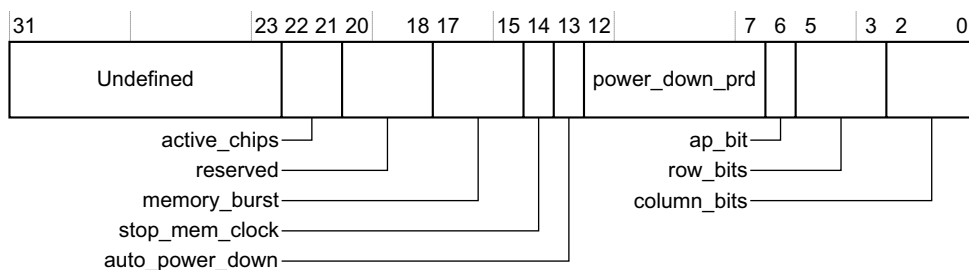 31 23 22 21 20 18 17 15 14 13 12 7 6 5 3 2 0
Undefined power_down_prd
active_chips ap_bit
reserved row_bits
memory_burst column_bits
stop_mem_clock
auto_power_down